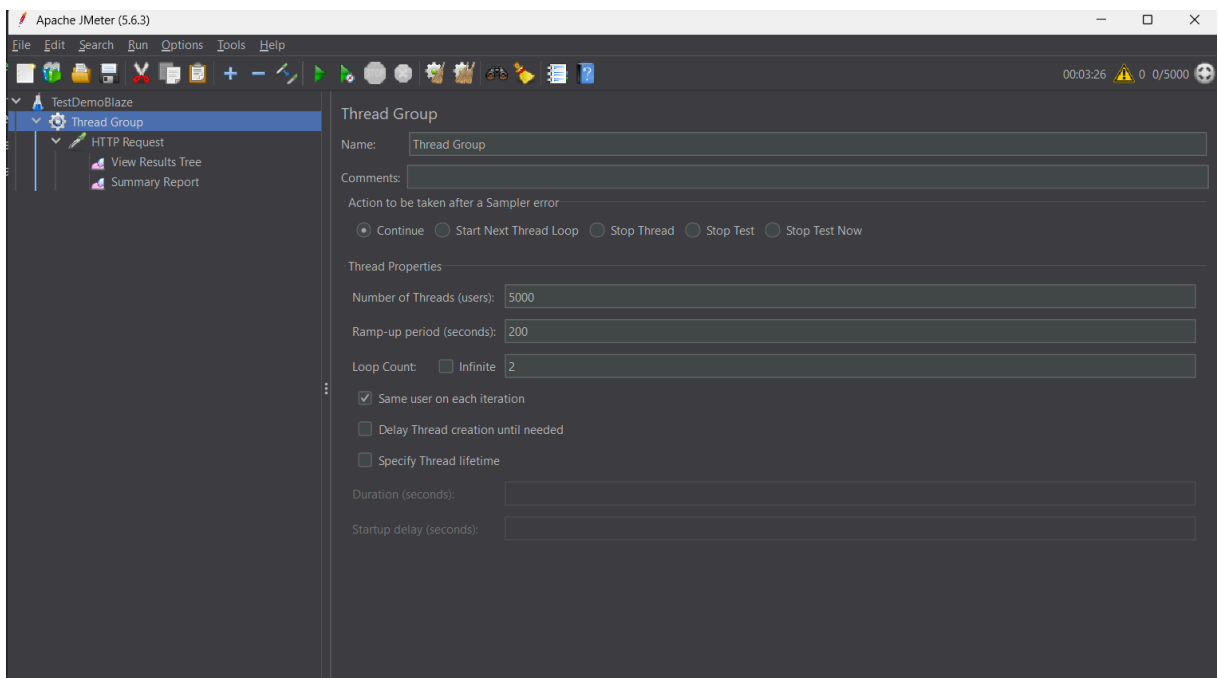 Apache JMeter (5.6.3)
File Edit Search Run Options Tools Help
00:03:26 0 0/5000
TestDemoBlaze
Thread Group
HTTP Request
View Results Tree
Summary Report
Thread Group
Name: Thread Group
Comments:
Action to be taken after a Sampler error
Continue Start Next Thread Loop Stop Thread Stop Test Stop Test Now
Thread Properties
Number of Threads (users): 5000
Ramp-up period (seconds): 200
Loop Count: Infinite 2
Same user on each iteration
Delay Thread creation until needed
Specify Thread lifetime
Duration (seconds):
Startup delay (seconds):